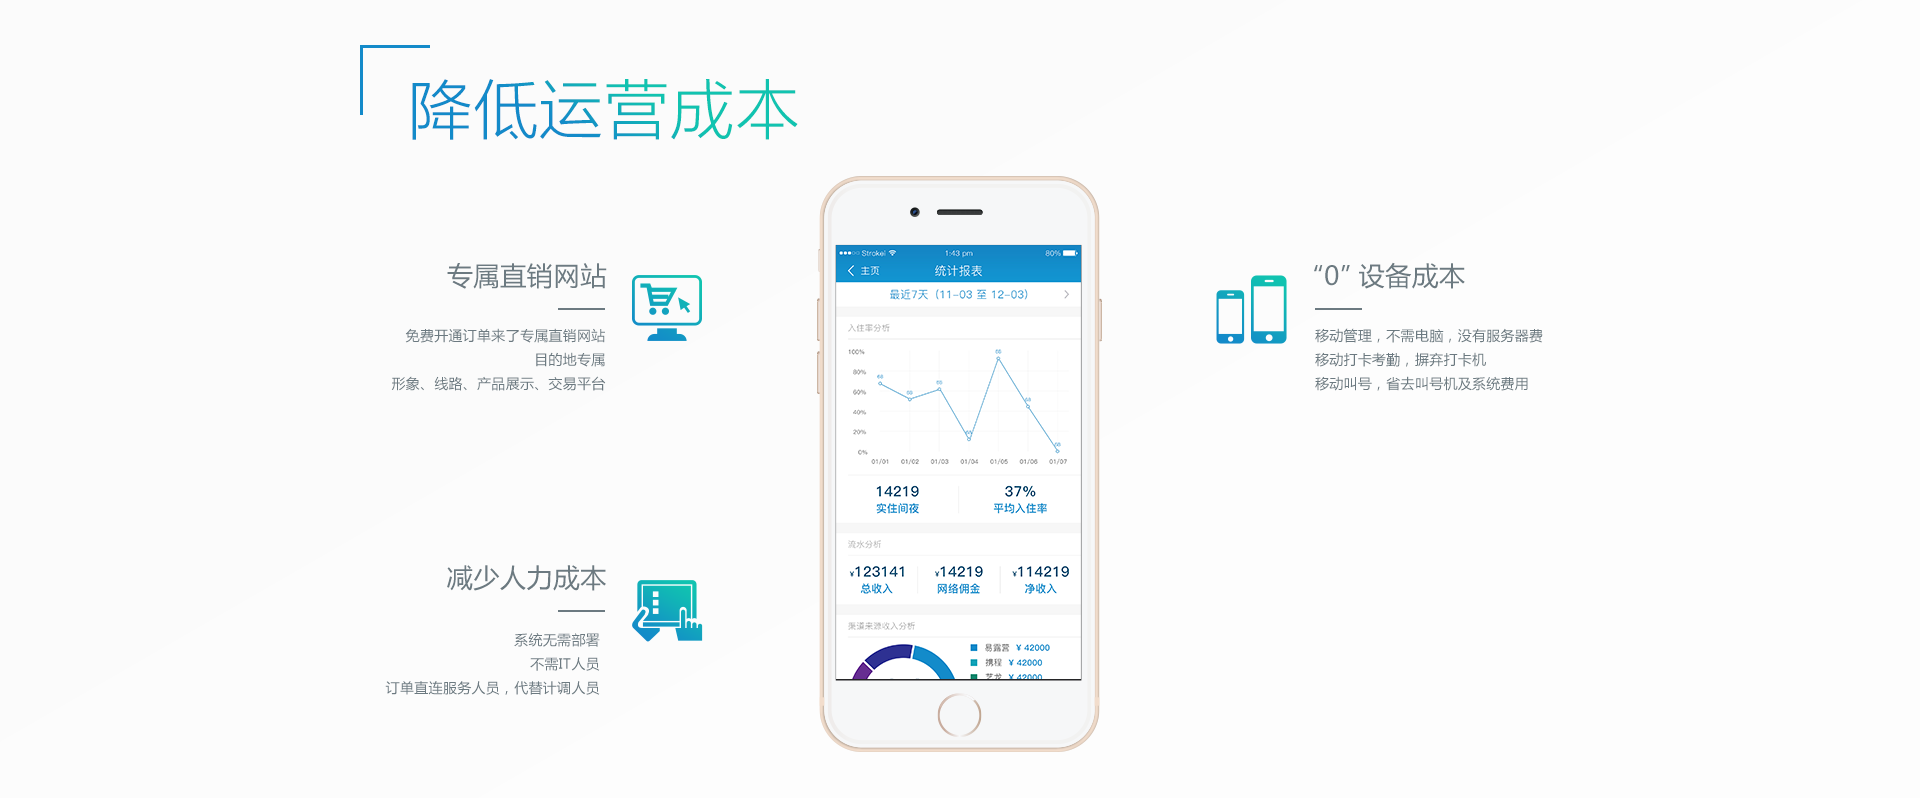 降低运营成本
专属直销网站
免费开通订单来了专属直销网站
目的地专属
形象、线路、产品展示、交易平台
减少人力成本
系统无需部署
不需IT人员
订单直连服务人员，代替计调人员
Strokel 1:43 pm 80%
主页 统计报表
最近7天（11-03 至 12-03）
入住率分析
100%
80%
60%
40%
20%
0%
01/01 01/02 01/03 01/04 01/05 01/06 01/07
14219 37%
实住间夜 平均入住率
流水分析
¥123141 ¥14219 ¥114219
总收入 网络佣金 净收入
渠道来源收入分析
易露营 ¥ 42000
携程 ¥ 42000
艺龙 ¥ 42000
“0” 设备成本
移动管理，不需电脑，没有服务器费
移动打卡考勤，摒弃打卡机
移动叫号，省去叫号机及系统费用